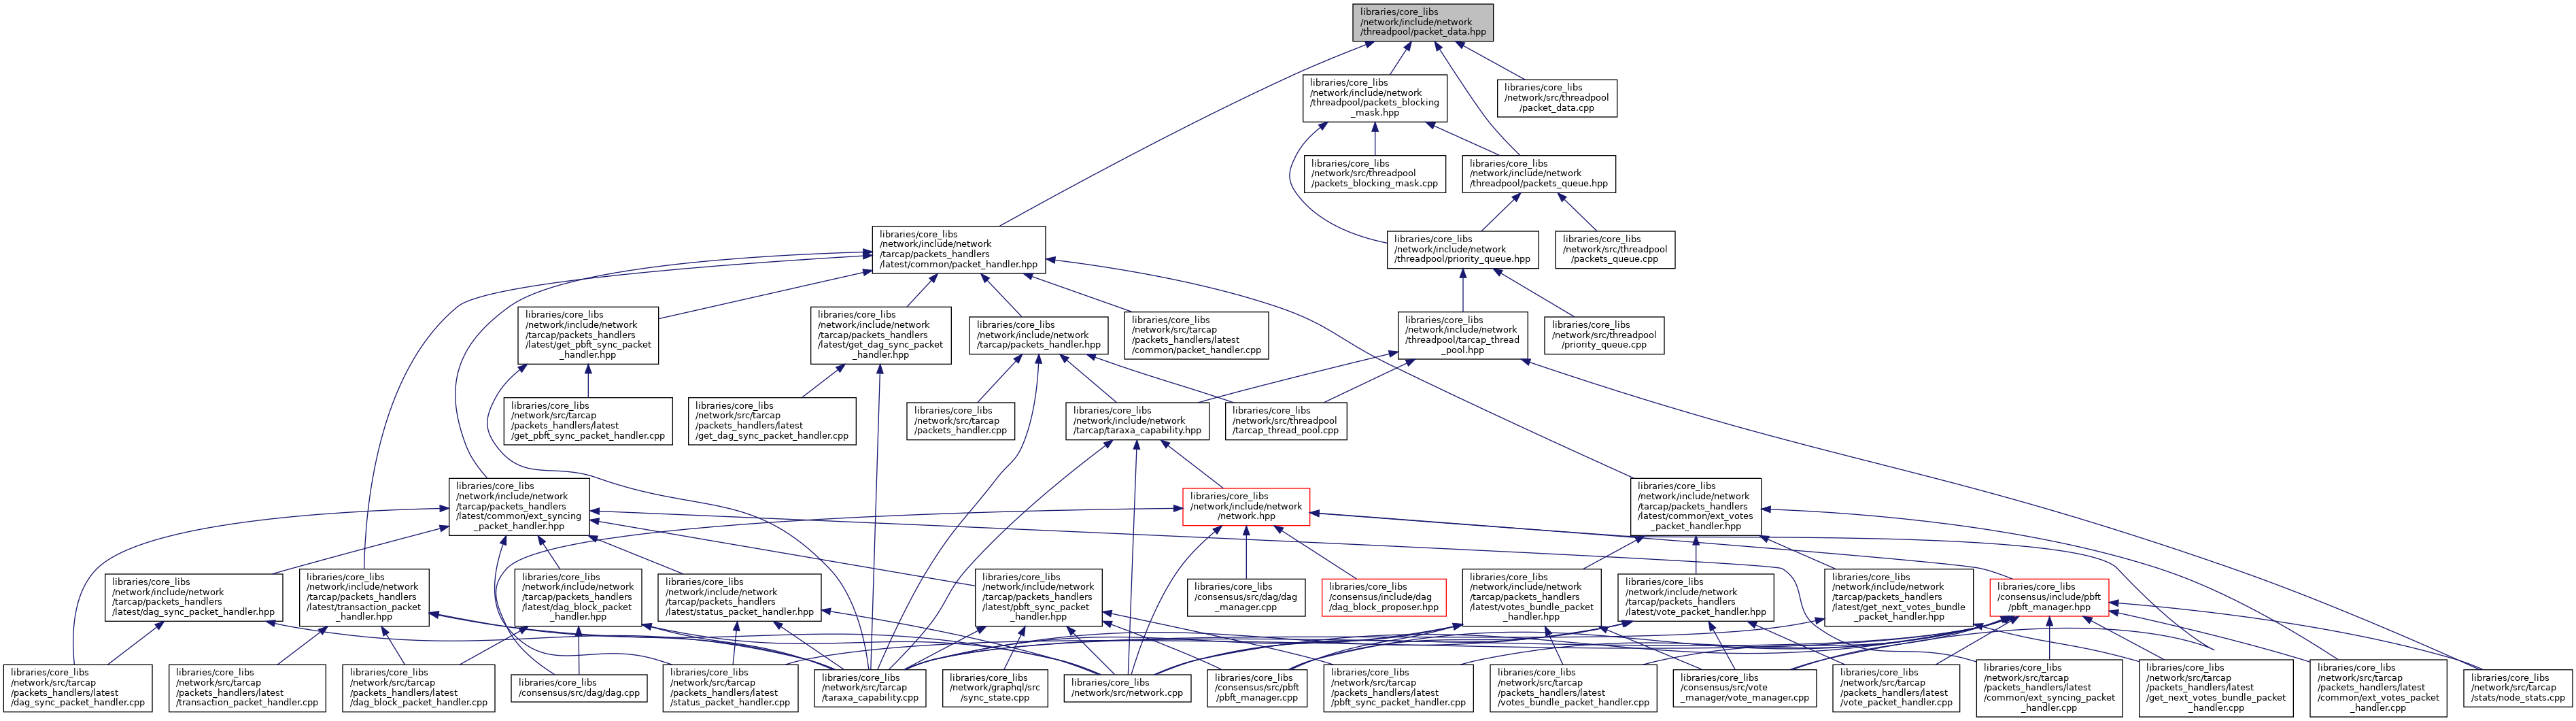 libraries/core_libs
/network/include/network
/threadpool/packet_data.hpp
libraries/core_libs
/network/include/network
/threadpool/packets_blocking
_mask.hpp
libraries/core_libs
/network/src/threadpool
/packet_data.cpp
libraries/core_libs
/network/src/threadpool
/packets_blocking_mask.cpp
libraries/core_libs
/network/include/network
/threadpool/packets_queue.hpp
libraries/core_libs
/network/include/network
/tarcap/packets_handlers
/latest/common/packet_handler.hpp
libraries/core_libs
/network/include/network
/threadpool/priority_queue.hpp
libraries/core_libs
/network/src/threadpool
/packets_queue.cpp
libraries/core_libs
/network/include/network
/tarcap/packets_handlers
/latest/get_pbft_sync_packet
_handler.hpp
libraries/core_libs
/network/include/network
/tarcap/packets_handlers
/latest/get_dag_sync_packet
_handler.hpp
libraries/core_libs
/network/include/network
/tarcap/packets_handler.hpp
libraries/core_libs
/network/src/tarcap
/packets_handlers/latest
/common/packet_handler.cpp
libraries/core_libs
/network/include/network
/threadpool/tarcap_thread
_pool.hpp
libraries/core_libs
/network/src/threadpool
/priority_queue.cpp
libraries/core_libs
/network/src/tarcap
/packets_handlers/latest
/get_pbft_sync_packet_handler.cpp
libraries/core_libs
/network/src/tarcap
/packets_handlers/latest
/get_dag_sync_packet_handler.cpp
libraries/core_libs
/network/src/tarcap
/packets_handler.cpp
libraries/core_libs
/network/include/network
/tarcap/taraxa_capability.hpp
libraries/core_libs
/network/src/threadpool
/tarcap_thread_pool.cpp
libraries/core_libs
/network/include/network
/tarcap/packets_handlers
/latest/common/ext_syncing
_packet_handler.hpp
libraries/core_libs
/network/include/network
/network.hpp
libraries/core_libs
/network/include/network
/tarcap/packets_handlers
/latest/common/ext_votes
_packet_handler.hpp
libraries/core_libs
/network/include/network
/tarcap/packets_handlers
/latest/dag_sync_packet_handler.hpp
libraries/core_libs
/network/include/network
/tarcap/packets_handlers
/latest/transaction_packet
_handler.hpp
libraries/core_libs
/network/include/network
/tarcap/packets_handlers
/latest/dag_block_packet
_handler.hpp
libraries/core_libs
/network/include/network
/tarcap/packets_handlers
/latest/status_packet_handler.hpp
libraries/core_libs
/network/include/network
/tarcap/packets_handlers
/latest/pbft_sync_packet
_handler.hpp
libraries/core_libs
/consensus/src/dag/dag
_manager.cpp
libraries/core_libs
/consensus/include/dag
/dag_block_proposer.hpp
libraries/core_libs
/network/include/network
/tarcap/packets_handlers
/latest/votes_bundle_packet
_handler.hpp
libraries/core_libs
/network/include/network
/tarcap/packets_handlers
/latest/vote_packet_handler.hpp
libraries/core_libs
/network/include/network
/tarcap/packets_handlers
/latest/get_next_votes_bundle
_packet_handler.hpp
libraries/core_libs
/consensus/include/pbft
/pbft_manager.hpp
libraries/core_libs
/network/src/tarcap
/packets_handlers/latest
/dag_sync_packet_handler.cpp
libraries/core_libs
/network/src/tarcap
/packets_handlers/latest
/transaction_packet_handler.cpp
libraries/core_libs
/network/src/tarcap
/packets_handlers/latest
/dag_block_packet_handler.cpp
libraries/core_libs
/consensus/src/dag/dag.cpp
libraries/core_libs
/network/src/tarcap
/packets_handlers/latest
/status_packet_handler.cpp
libraries/core_libs
/network/src/tarcap
/taraxa_capability.cpp
libraries/core_libs
/network/graphql/src
/sync_state.cpp
libraries/core_libs
/network/src/network.cpp
libraries/core_libs
/consensus/src/pbft
/pbft_manager.cpp
libraries/core_libs
/network/src/tarcap
/packets_handlers/latest
/pbft_sync_packet_handler.cpp
libraries/core_libs
/network/src/tarcap
/packets_handlers/latest
/votes_bundle_packet_handler.cpp
libraries/core_libs
/consensus/src/vote
_manager/vote_manager.cpp
libraries/core_libs
/network/src/tarcap
/packets_handlers/latest
/vote_packet_handler.cpp
libraries/core_libs
/network/src/tarcap
/packets_handlers/latest
/common/ext_syncing_packet
_handler.cpp
libraries/core_libs
/network/src/tarcap
/packets_handlers/latest
/get_next_votes_bundle_packet
_handler.cpp
libraries/core_libs
/network/src/tarcap
/packets_handlers/latest
/common/ext_votes_packet
_handler.cpp
libraries/core_libs
/network/src/tarcap
/stats/node_stats.cpp